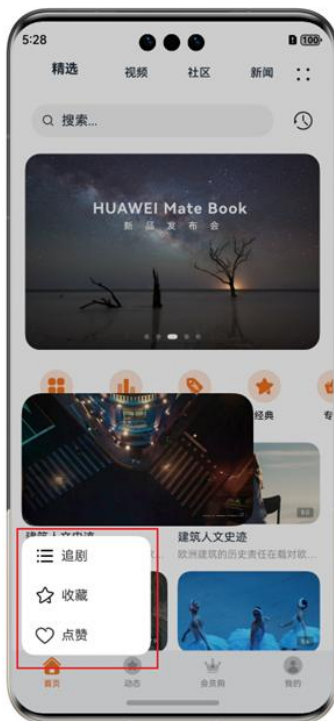 5:28
100
精选
视频
社区
新闻
搜索...
HUAWEI Mate Book
新品发布会
经典
专
建筑人文史迹
欧洲建筑的历史责任在载对欧...
追剧
收藏
点赞
首页
动态
会员购
我的